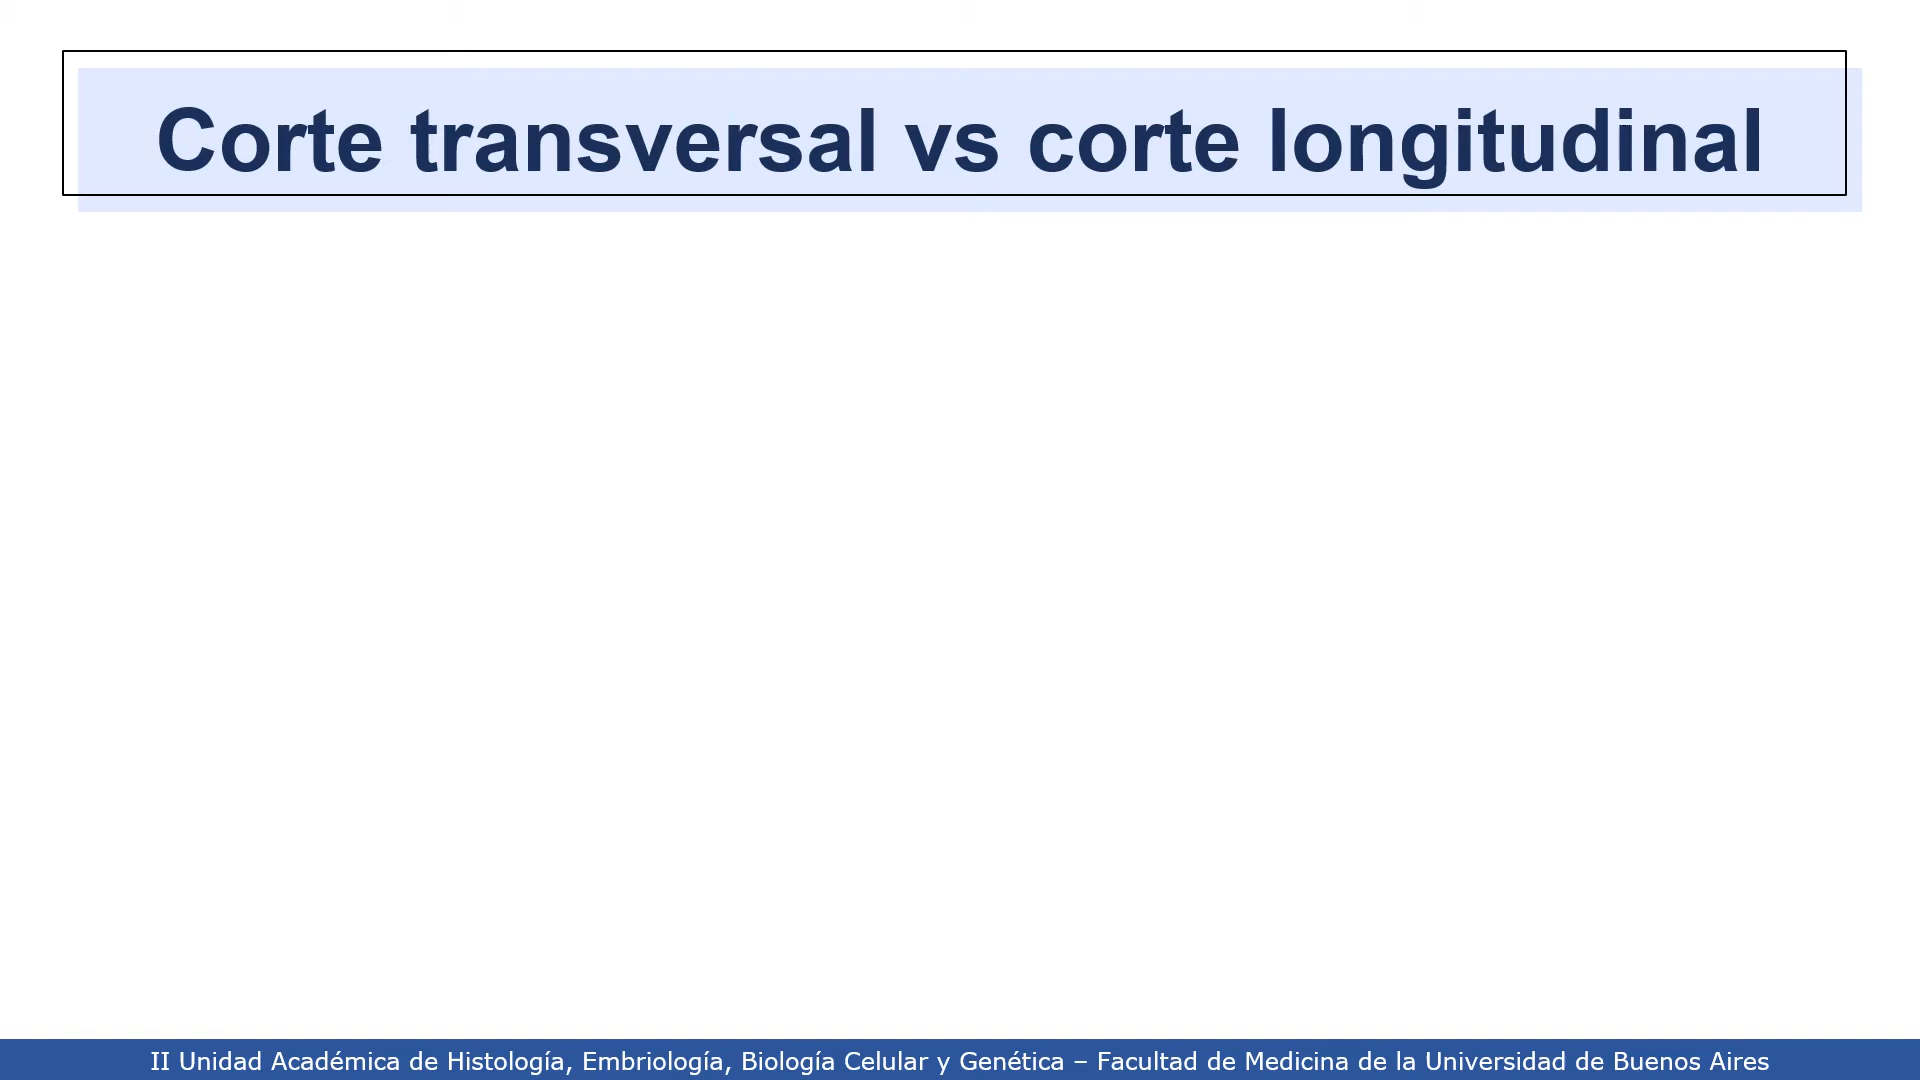 Corte transversal vs corte longitudinal
II Unidad Académica de Histología, Embriología, Biología Celular y Genética – Facultad de Medicina de la Universidad de Buenos Aires